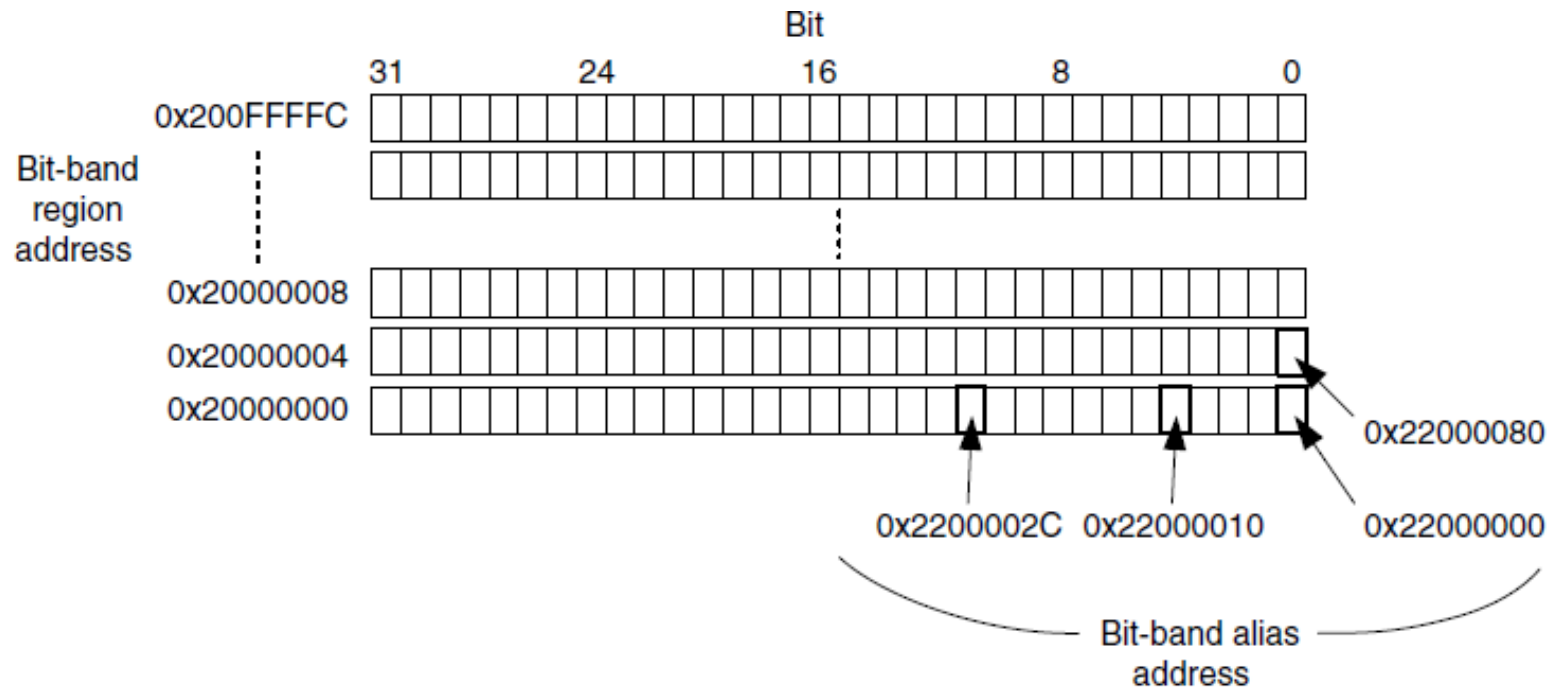 Bit
31 24 16 8 0
0x200FFFFC
Bit-band
region
address
0x20000008
0x20000004
0x20000000
0x22000080
0x2200002C 0x22000010 0x22000000
Bit-band alias
address